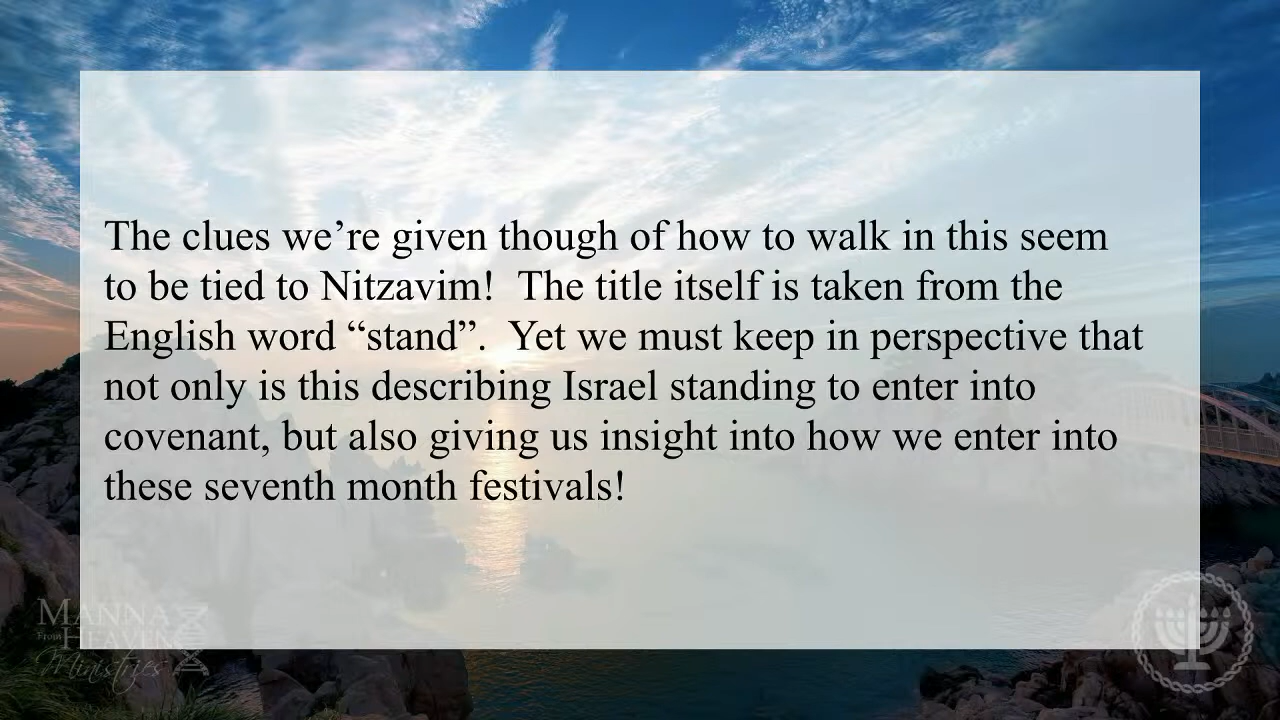 The clues we’re given though of how to walk in this seem
to be tied to Nitzavim!  The title itself is taken from the
English word “stand”.  Yet we must keep in perspective that
not only is this describing Israel standing to enter into
covenant, but also giving us insight into how we enter into
these seventh month festivals!
MANNA
From HEAVEN
Ministries